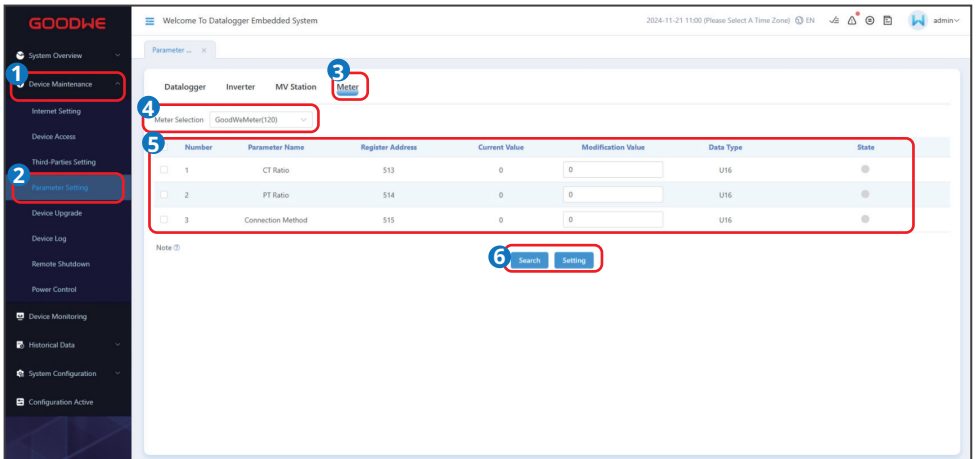 GOODWE
Welcome To Datalogger Embedded System
2024-11-21 11:00 (Please Select A Time Zone) EN
admin
System Overview
Parameter ... ×
1
Device Maintenance
Internet Setting
Device Access
Third-Parties Setting
2
Parameter Setting
Device Upgrade
Device Log
Remote Shutdown
Power Control
Device Monitoring
Historical Data
System Configuration
Configuration Active
3
Datalogger Inverter MV Station Meter
4
Meter Selection GoodWeMeter(120)
5
Number Parameter Name Register Address Current Value Modification Value Data Type State
1 CT Ratio 513 0 0 U16
2 PT Ratio 514 0 0 U16
3 Connection Method 515 0 0 U16
Note ?
6
Search Setting